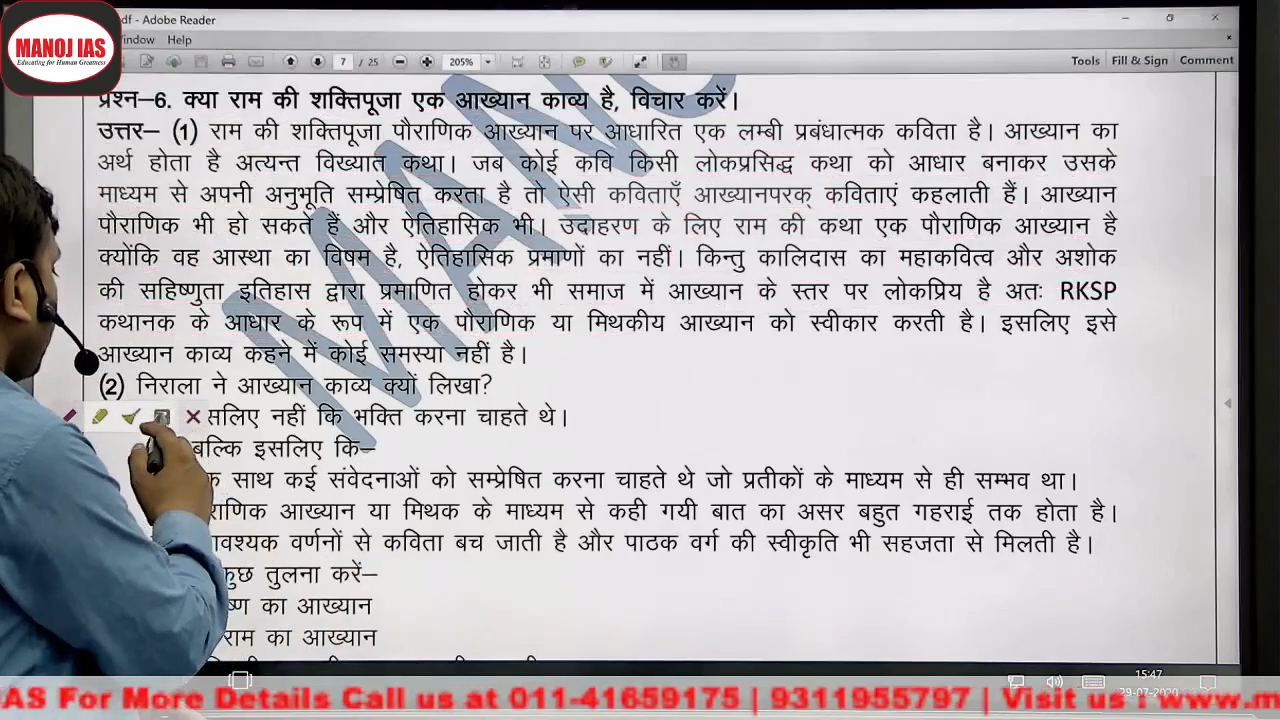 MANOJ IAS
Educating for Human Greatness
df - Adobe Reader
indow Help
7 / 25 205% Tools Fill & Sign Comment
प्रश्न–6. क्या राम की शक्तिपूजा एक आख्यान काव्य है, विचार करें।
उत्तर– (1) राम की शक्तिपूजा पौराणिक आख्यान पर आधारित एक लम्बी प्रबंधात्मक कविता है। आख्यान का
अर्थ होता है अत्यन्त विख्यात कथा। जब कोई कवि किसी लोकप्रसिद्ध कथा को आधार बनाकर उसके
माध्यम से अपनी अनुभूति सम्प्रेषित करता है तो ऐसी कविताएँ आख्यानपरक् कविताएं कहलाती हैं। आख्यान
पौराणिक भी हो सकते हैं और ऐतिहासिक भी। उदाहरण के लिए राम की कथा एक पौराणिक आख्यान है
क्योंकि वह आस्था का विषम है, ऐतिहासिक प्रमाणों का नहीं। किन्तु कालिदास का महाकवित्व और अशोक
की सहिष्णुता इतिहास द्वारा प्रमाणित होकर भी समाज में आख्यान के स्तर पर लोकप्रिय है अतः RKSP
कथानक के आधार के रूप में एक पौराणिक या मिथकीय आख्यान को स्वीकार करती है। इसलिए इसे
आख्यान काव्य कहने में कोई समस्या नहीं है।
(2) निराला ने आख्यान काव्य क्यों लिखा?
सलिए नहीं कि भक्ति करना चाहते थे।
बल्कि इसलिए कि–
साथ कई संवेदनाओं को सम्प्रेषित करना चाहते थे जो प्रतीकों के माध्यम से ही सम्भव था।
राणिक आख्यान या मिथक के माध्यम से कही गयी बात का असर बहुत गहराई तक होता है।
वश्यक वर्णनों से कविता बच जाती है और पाठक वर्ग की स्वीकृति भी सहजता से मिलती है।
कुछ तुलना करें–
ष्ण का आख्यान
राम का आख्यान
15:47
29-07-2020
AS For More Details Call us : 011-41659175 | 9311955797 | Visit us : www.m